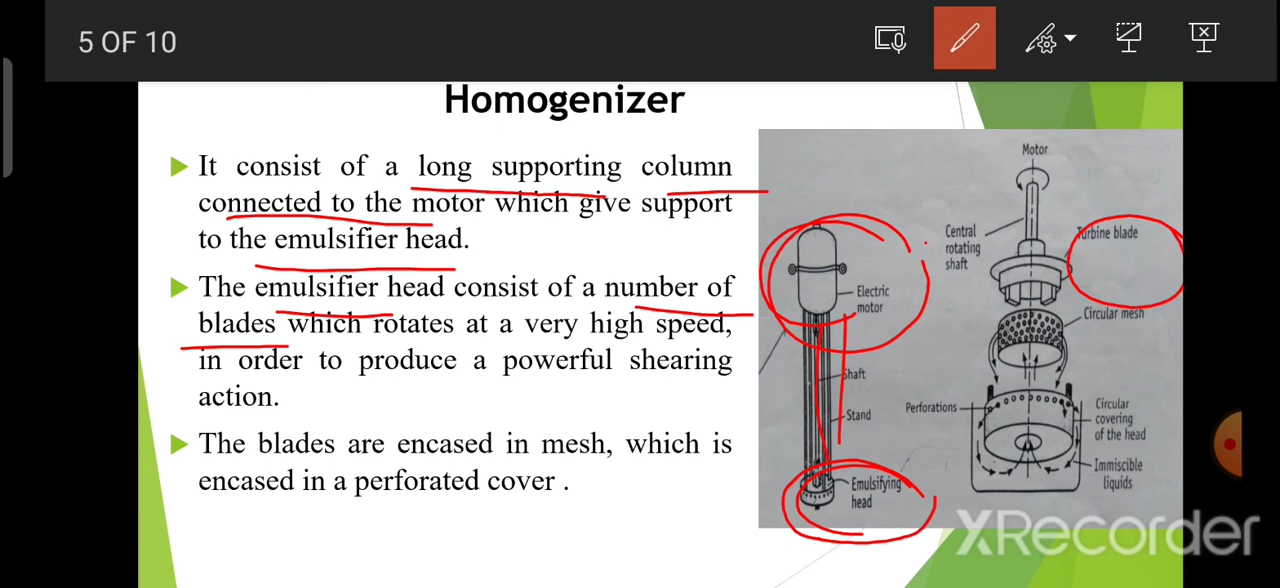 5 OF 10
Homogenizer
It consist of a long supporting column
connected to the motor which give support
to the emulsifier head.
The emulsifier head consist of a number of
blades which rotates at a very high speed,
in order to produce a powerful shearing
action.
The blades are encased in mesh, which is
encased in a perforated cover .
Motor
Central
rotating
shaft
Turbine blade
Electric
motor
Circular mesh
Shaft
Stand
Perforations
Circular
covering
of the head
Emulsifying
head
Immiscible
liquids
XRecorder